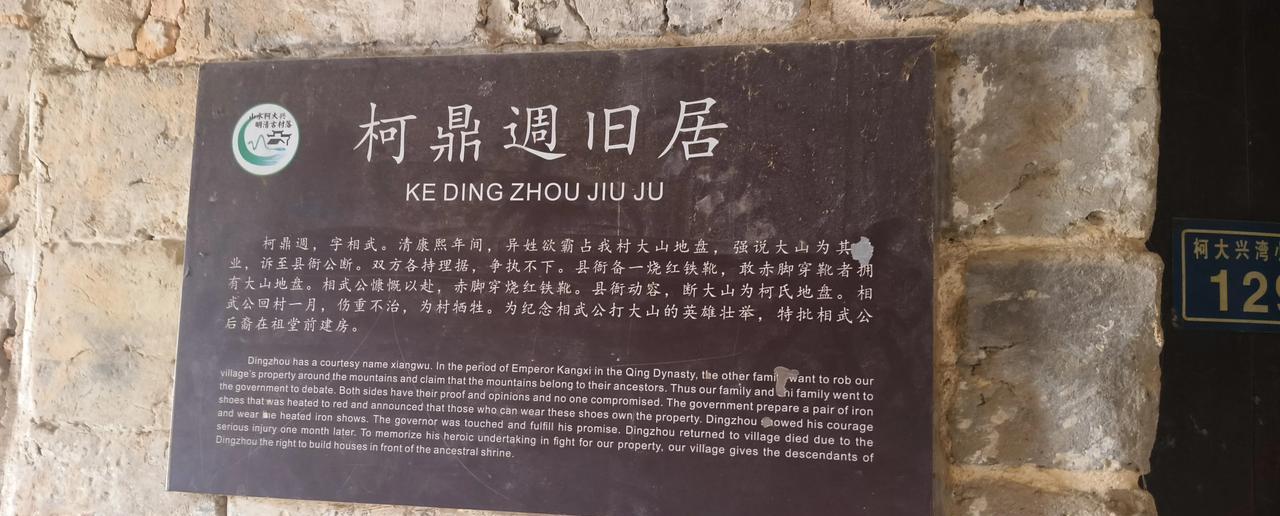 山水柯大兴
明清古村落
柯鼎週旧居
KE DING ZHOU JIU JU
柯鼎週，字相武。清康熙年间，异姓欲霸占我村大山地盘，强说大山为其
业，诉至县衙公断。双方各持理据，争执不下。县衙备一烧红铁靴，敢赤脚穿靴者拥
有大山地盘。相武公慷慨以赴，赤脚穿烧红铁靴。县衙动容，断大山为柯氏地盘。相
武公回村一月，伤重不治，为村牺牲。为纪念相武公打大山的英雄壮举，特批相武公
后裔在祖堂前建房。
Dingzhou has a courtesy name xiangwu. In the period of Emperor Kangxi in the Qing Dynasty, the other family want to rob our
village's property around the mountains and claim that the mountains belong to their ancestors. Thus our family and family went to
the government to debate. Both sides have their proof and opinions and no one compromised. The government prepare a pair of iron
shoes that was heated to red and announced that those who can wear these shoes own the property. Dingzhou showed his courage
and wear the heated iron shows. The governor was touched and fulfill his promise. Dingzhou returned to village died due to the
serious injury one month later. To memorize his heroic undertaking in fight for our property, our village gives the descendants of
Dingzhou the right to build houses in front of the ancestral shrine.
柯大兴湾
129